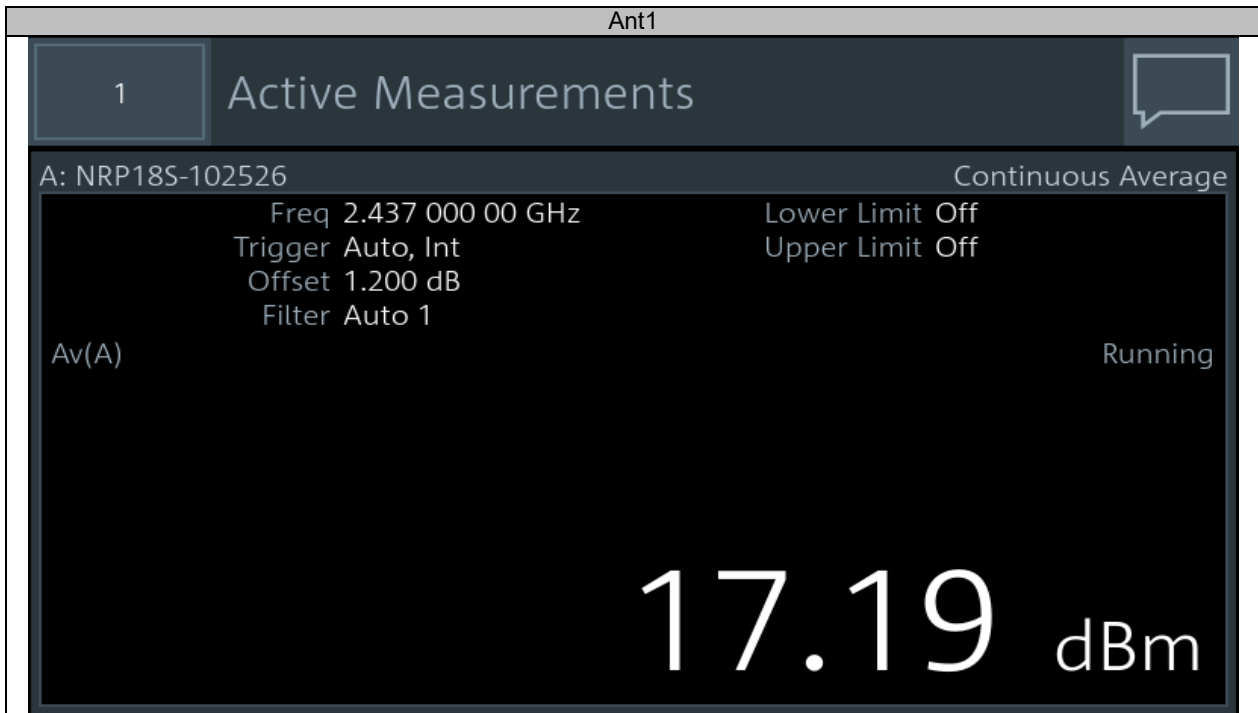 Ant1
1 Active Measurements
A: NRP18S-102526 Continuous Average
Freq 2.437 000 00 GHz Lower Limit Off
Trigger Auto, Int Upper Limit Off
Offset 1.200 dB
Filter Auto 1
Av(A) Running
17.19 dBm